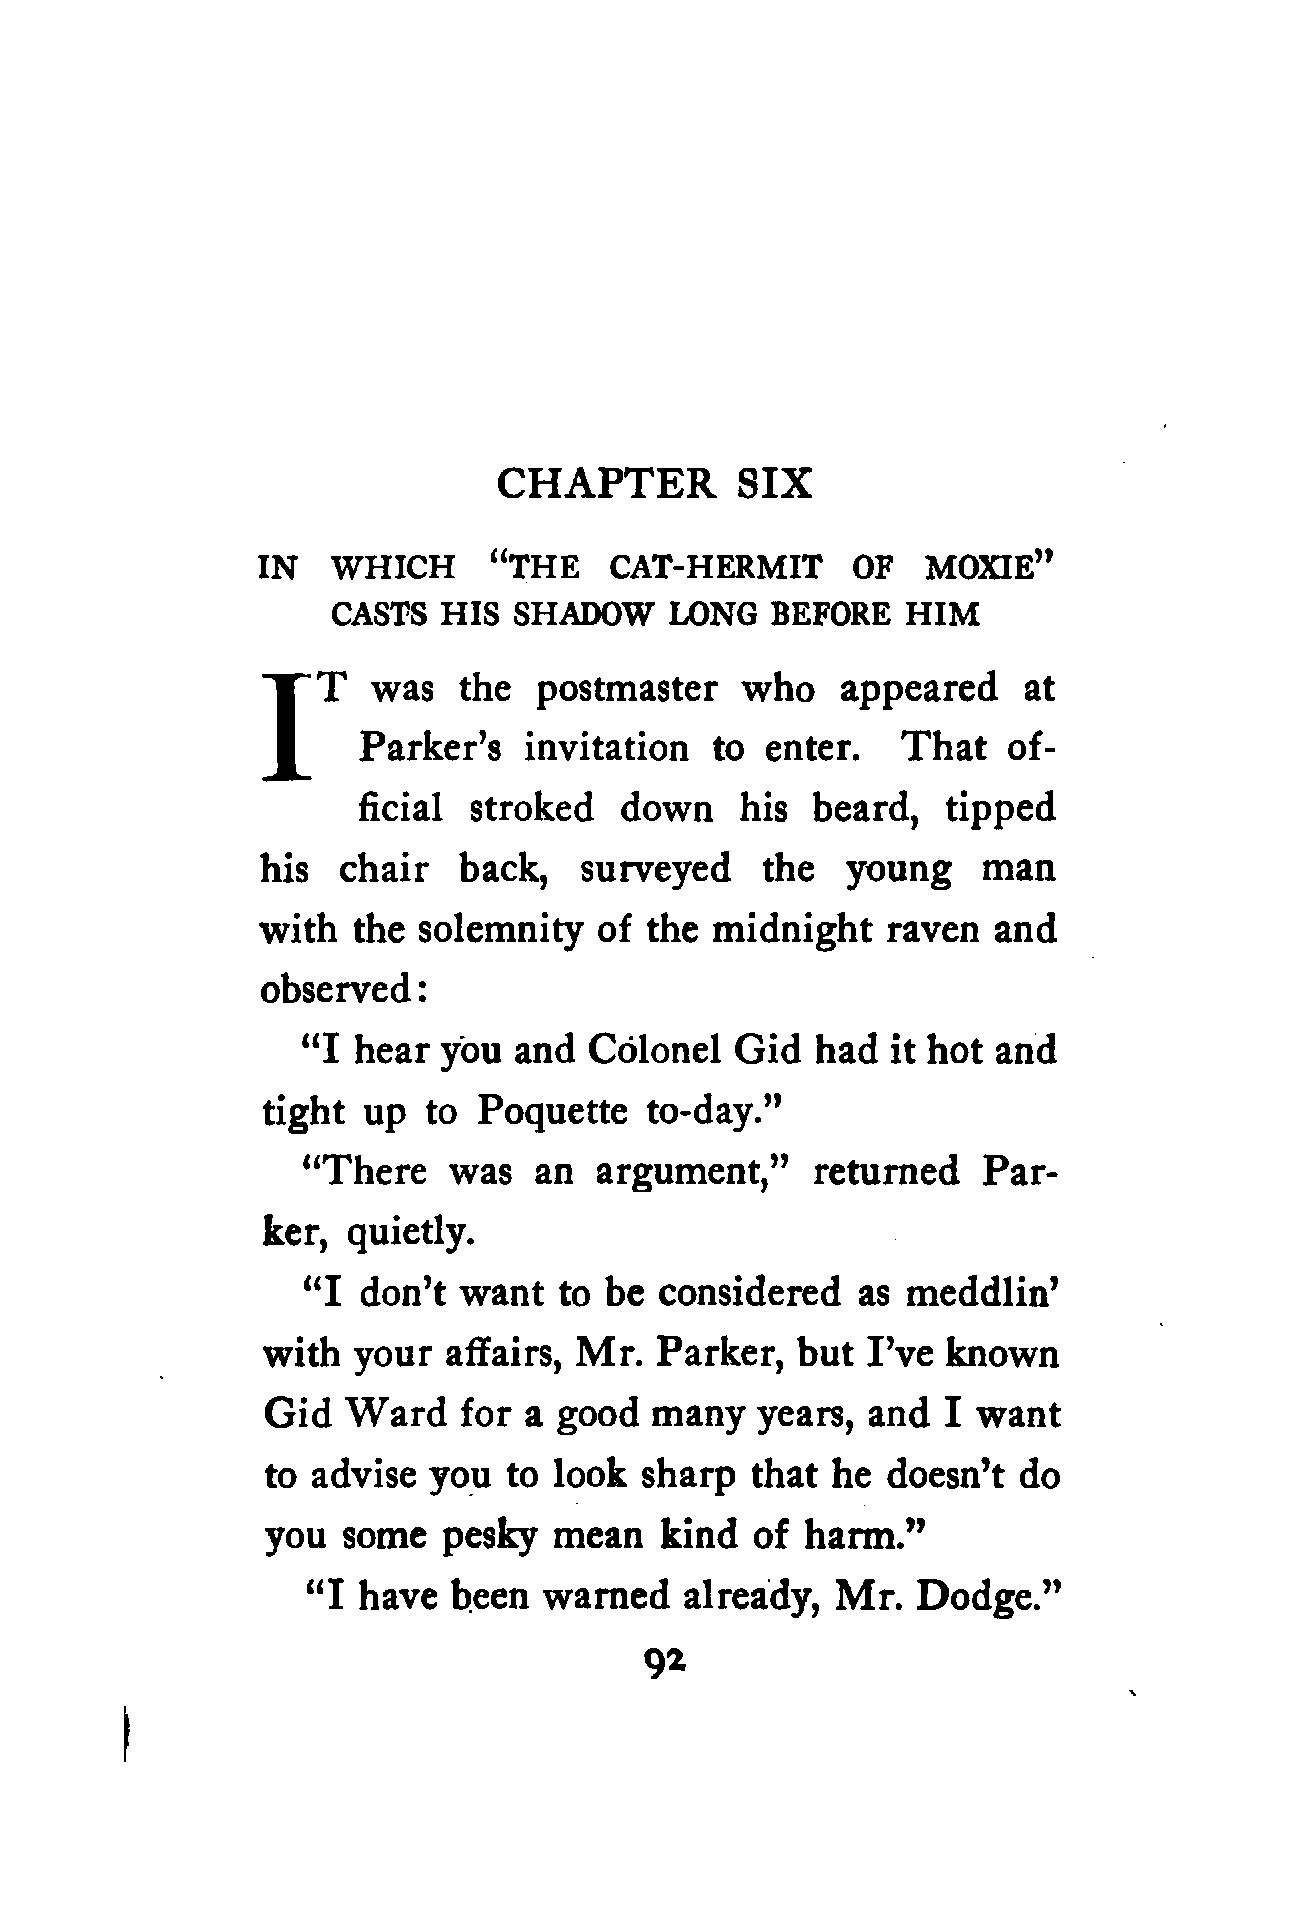 CHAPTER SIX
IN WHICH “THE CAT-HERMIT OF MOXIE”
CASTS HIS SHADOW LONG BEFORE HIM
IT was the postmaster who appeared at
Parker’s invitation to enter. That of-
ficial stroked down his beard, tipped
his chair back, surveyed the young man
with the solemnity of the midnight raven and
observed:
“I hear you and Colonel Gid had it hot and
tight up to Poquette to-day.”
“There was an argument,” returned Par-
ker, quietly.
“I don’t want to be considered as meddlin’
with your affairs, Mr. Parker, but I’ve known
Gid Ward for a good many years, and I want
to advise you to look sharp that he doesn’t do
you some pesky mean kind of harm.”
“I have been warned already, Mr. Dodge.”
92